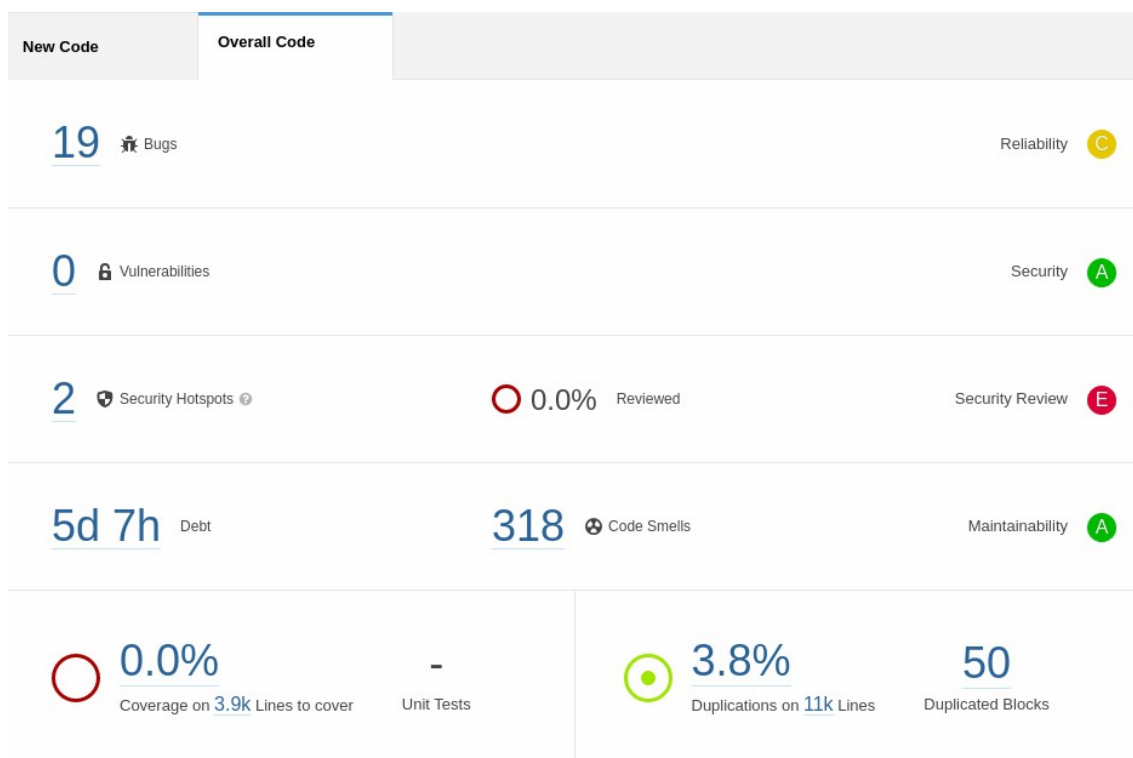 New Code
Overall Code
19 Bugs
Reliability C
0 Vulnerabilities
Security A
2 Security Hotspots ?
0.0% Reviewed
Security Review E
5d 7h Debt
318 Code Smells
Maintainability A
0.0%
Coverage on 3.9k Lines to cover
-
Unit Tests
3.8%
Duplications on 11k Lines
50
Duplicated Blocks